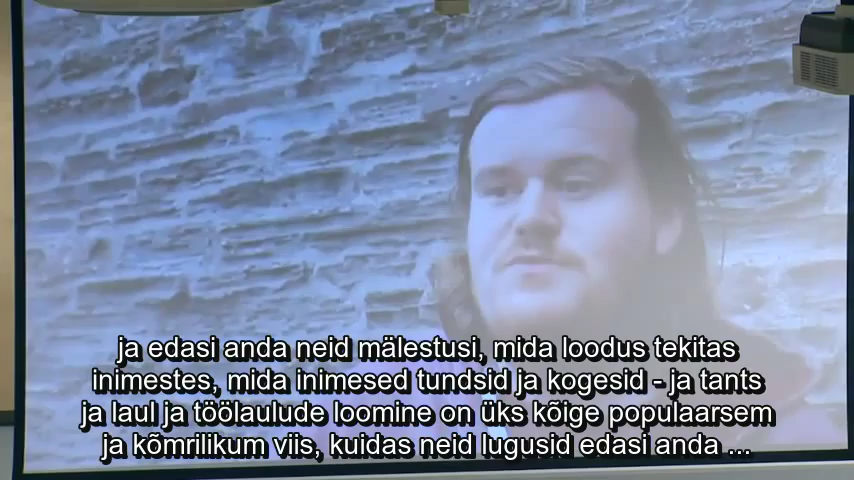 ja edasi anda neid mälestusi, mida loodus tekitas
inimestes, mida inimesed tundsid ja kogesid - ja tants
ja laul ja töölaulude loomine on üks kõige populaarsem
ja kõmrilikum viis, kuidas neid lugusid edasi anda ...